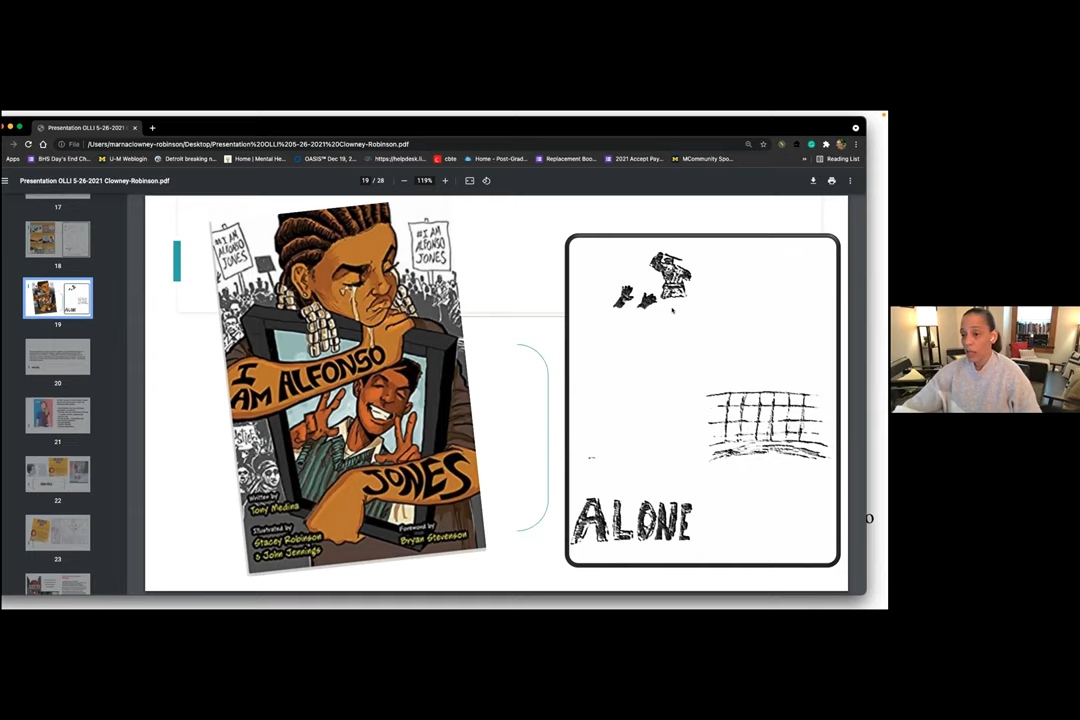 Presentation OLLI 5-26-2021
File
/Users/marnaclowney-robinson/Desktop/Presentation%20OLLI%205-26-2021%20Clowney-Robinson.pdf
Apps
BHS Day's End Ch...
U-M Weblogin
Detroit breaking n...
Home | Mental He...
OASIS™ Dec 19, 2...
https://helpdesk.li...
cbte
Home - Post-Grad...
Replacement Boo...
2021 Accept Pay...
MCommunity Spo...
Reading List
Presentation OLLI 5-26-2021 Clowney-Robinson.pdf
19 / 28
119%
17
18
19
20
21
22
23
#I AM
ALFONSO
JONES
#I AM
ALFONSO
JONES
I AM ALFONSO
JONES
Written by
Tony Medina
Illustrated by
Stacey Robinson
& John Jennings
Foreword by
Bryan Stevenson
ALONE